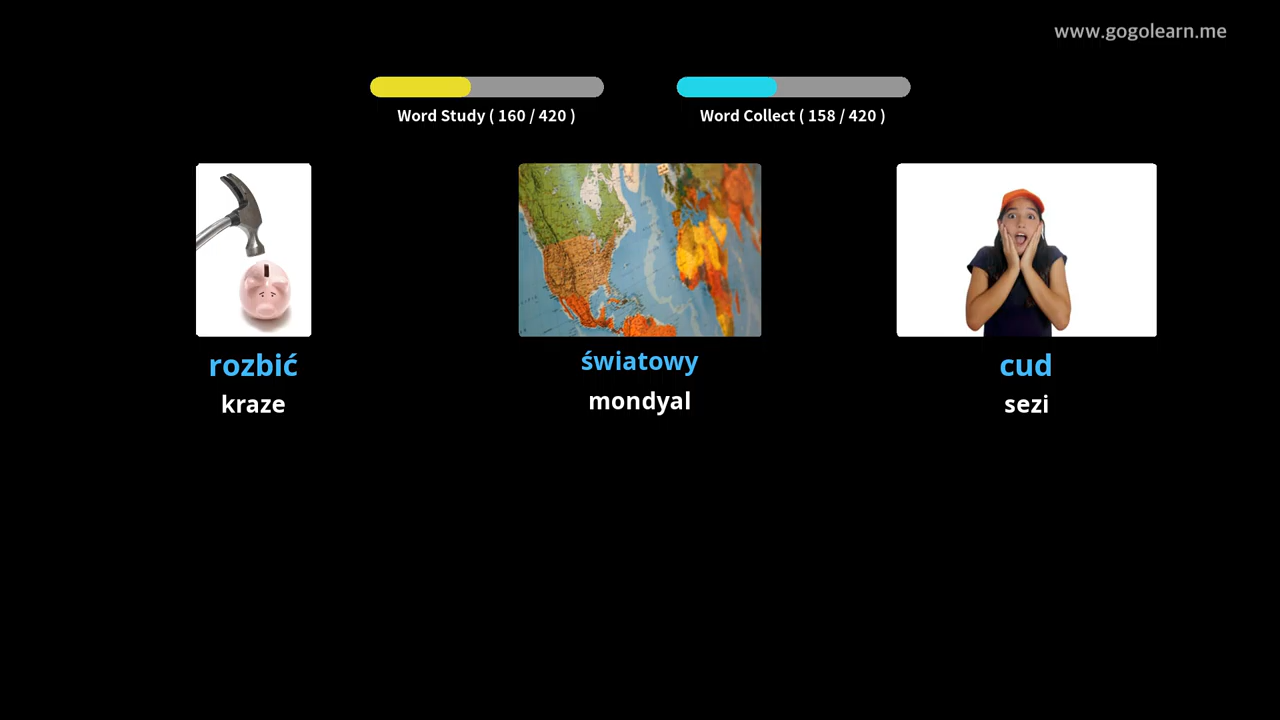 www.gogolearn.me
Word Study ( 160 / 420 )
Word Collect ( 158 / 420 )
rozbić
kraze
światowy
mondyal
cud
sezi